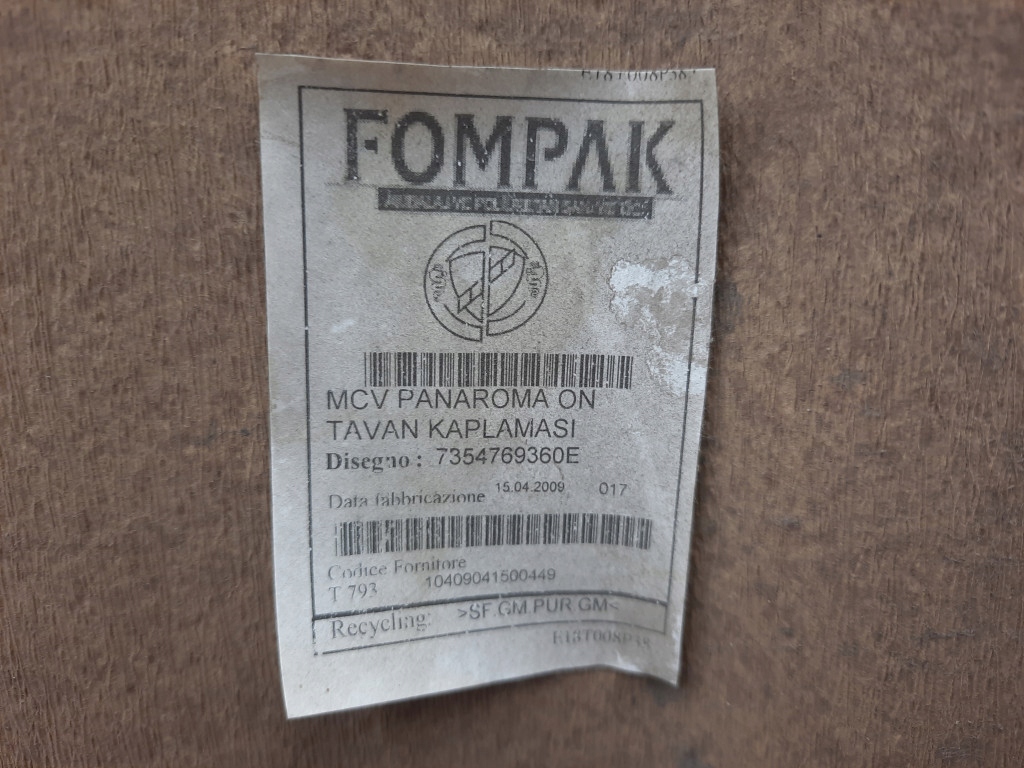 FOMPAK
MCV PANAROMA ON
TAVAN KAPLAMASI
Disegno : 7354769360E
Data fabbricazione 15.04.2009 017
Codice Fornitore
T 793 10409041500449
Recycling: >SF.GM.PUR.GM<